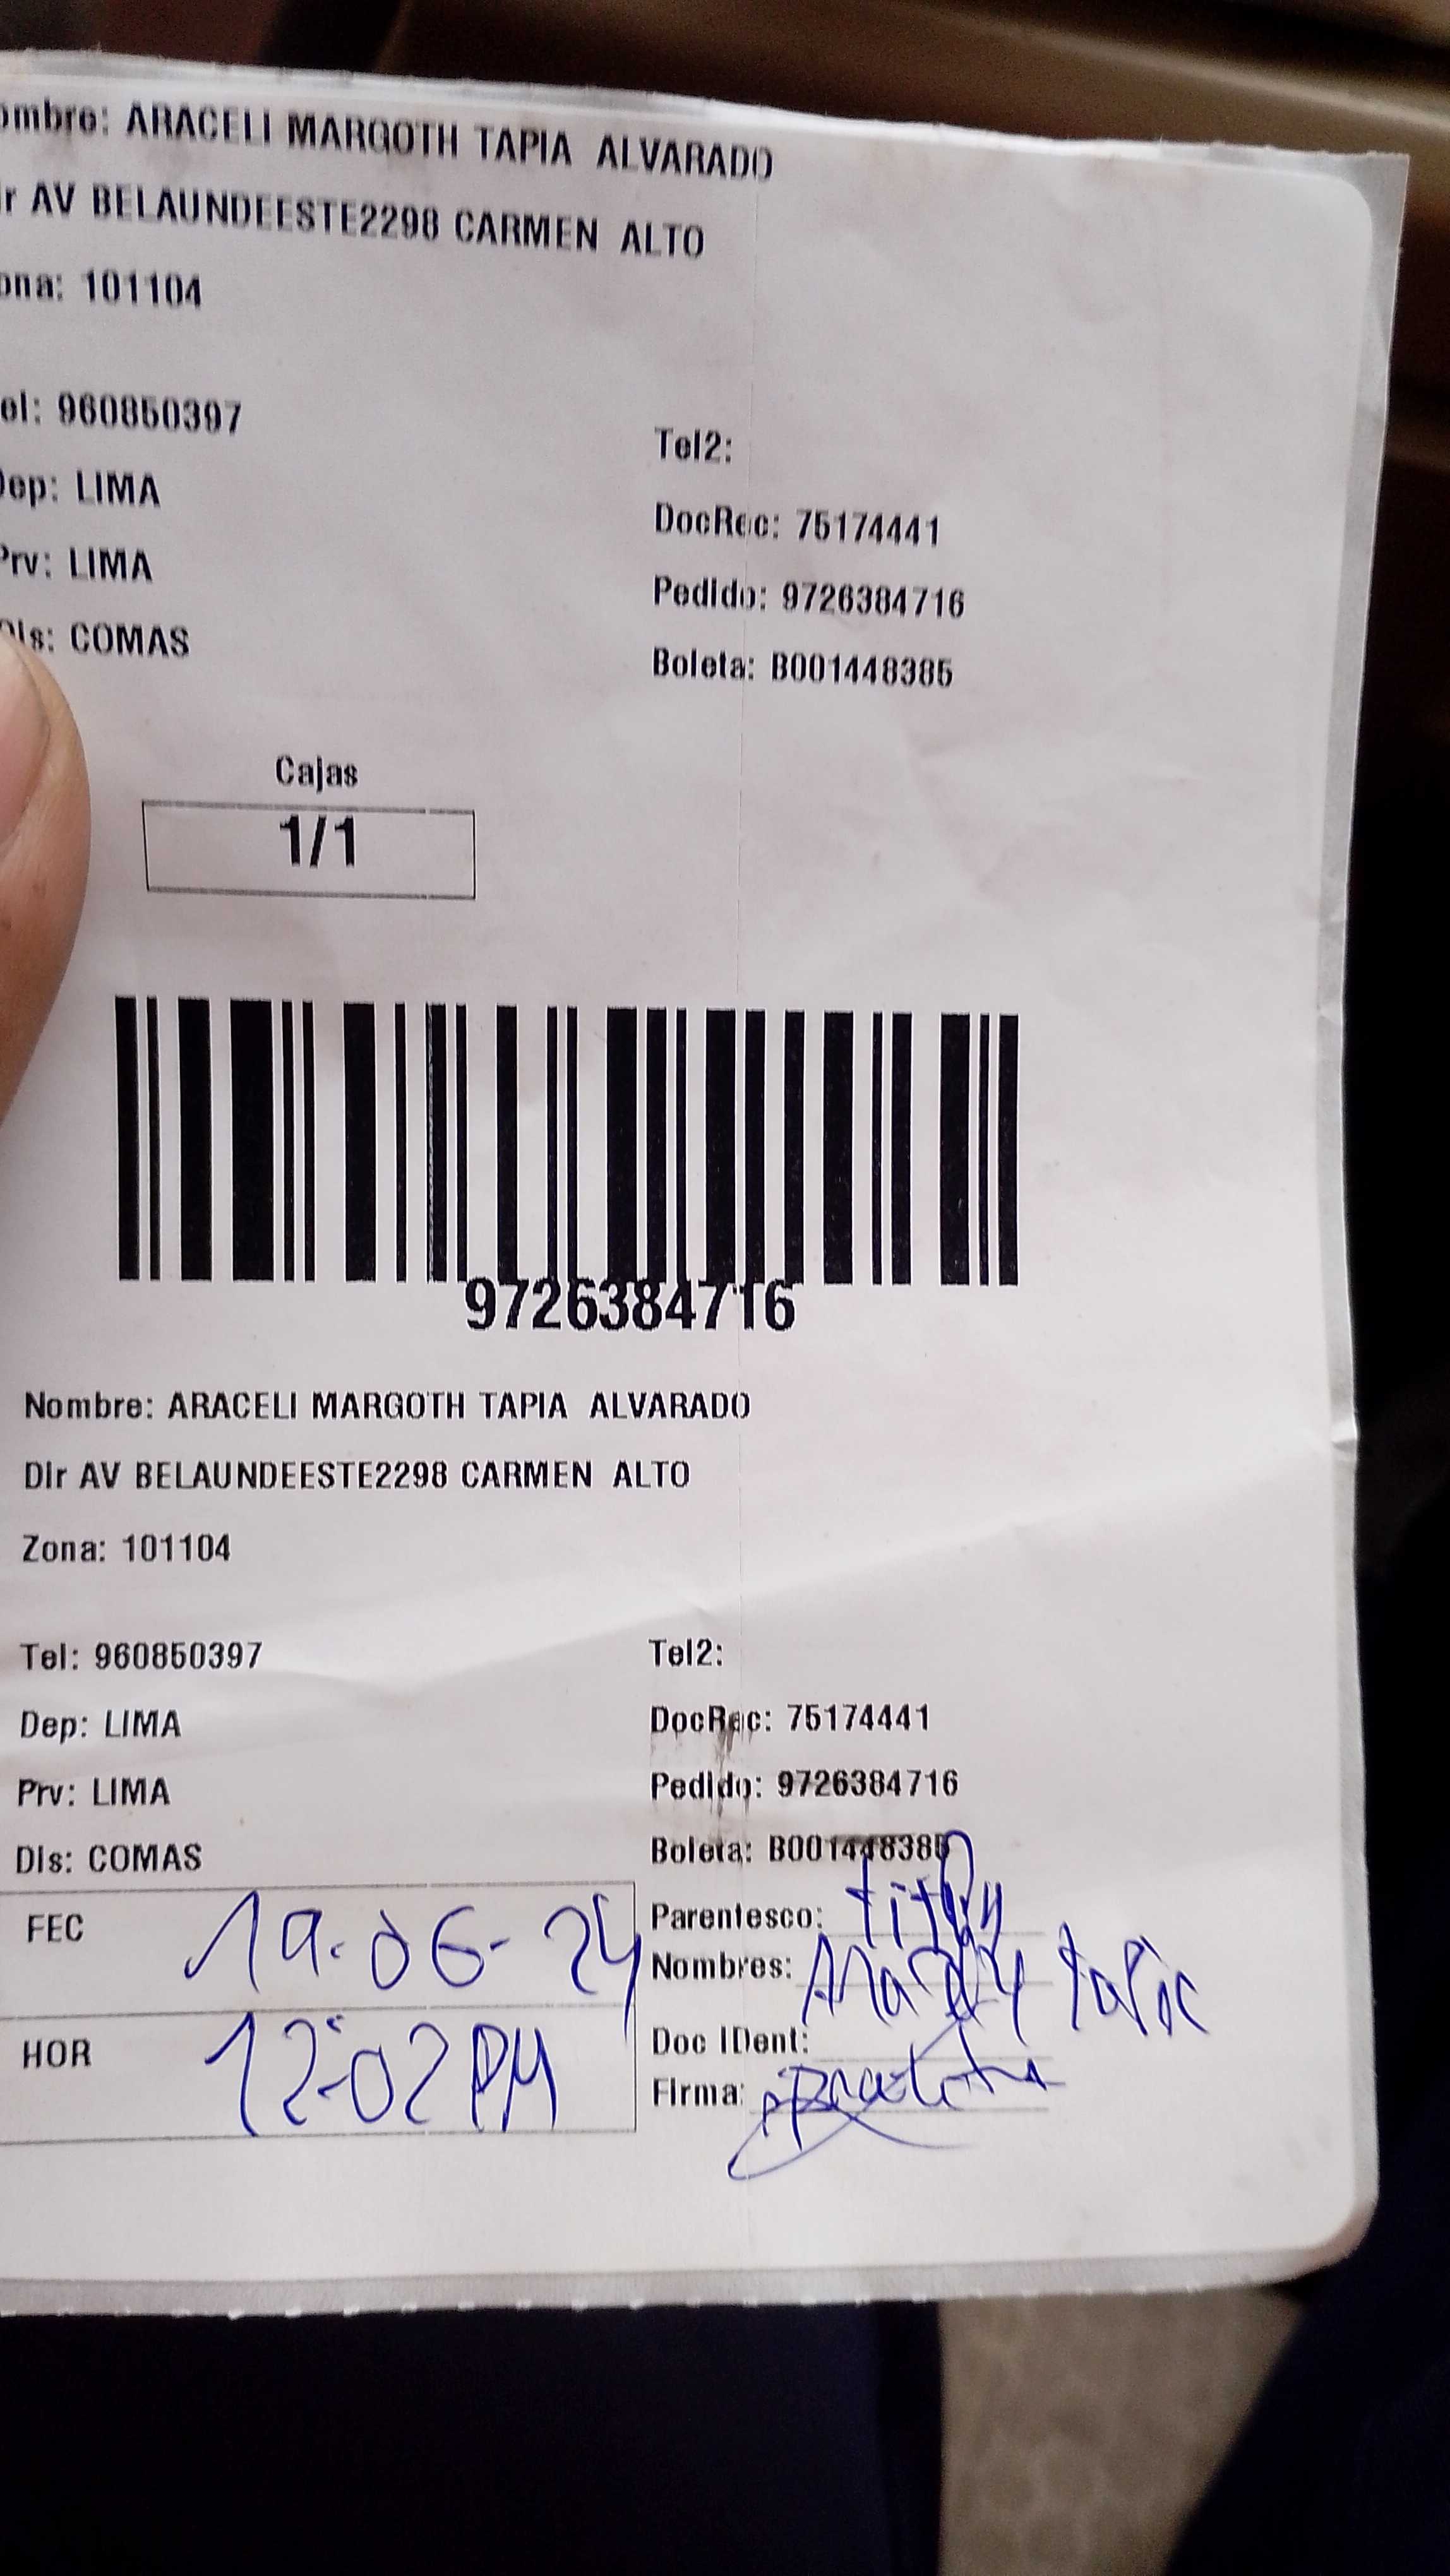 ombre: ARACELI MARGOTH TAPIA ALVARADO
ir AV BELAUNDEESTE2298 CARMEN ALTO
ona: 101104
el: 960850397
Tel2:
Dep: LIMA
DocRec: 75174441
Prv: LIMA
Pedido: 9726384716
Dis: COMAS
Boleta: B001448385
Cajas
1/1
9726384716
Nombre: ARACELI MARGOTH TAPIA ALVARADO
Dir AV BELAUNDEESTE2298 CARMEN ALTO
Zona: 101104
Tel: 960850397
Tel2:
Dep: LIMA
DocRec: 75174441
Prv: LIMA
Pedido: 9726384716
Dis: COMAS
Boleta: B001448385
FEC 19-06-24
Parentesco:
Nombres:
HOR 12:02 PM
Doc IDent:
Firma: